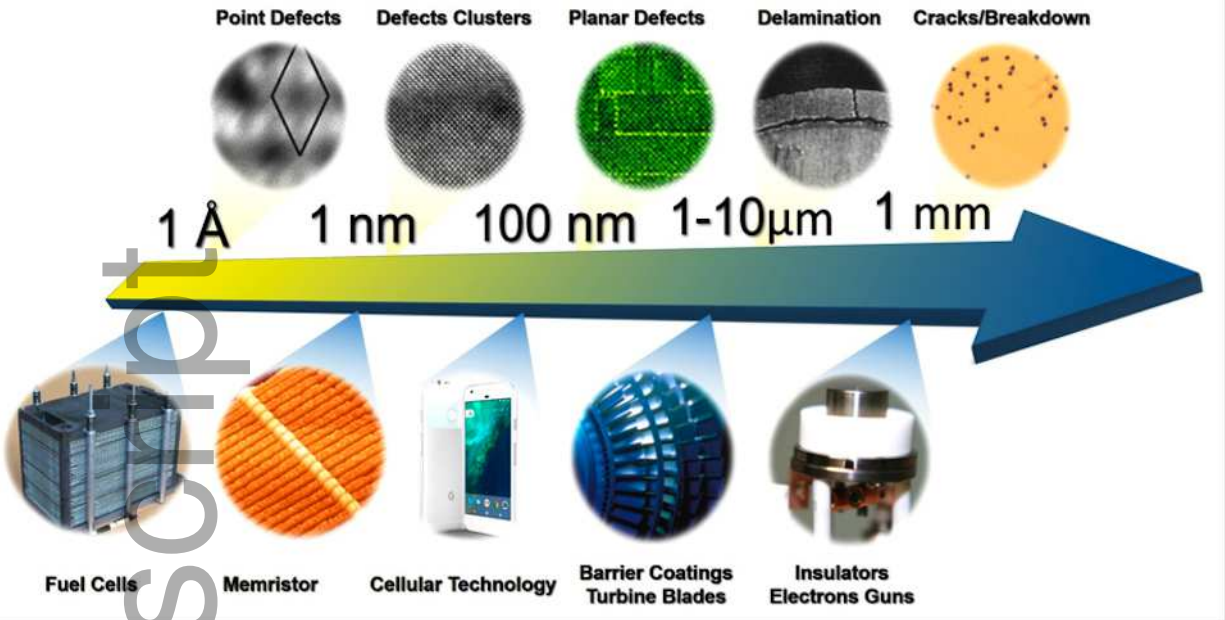 Point Defects
Defects Clusters
Planar Defects
Delamination
Cracks/Breakdown
1 Å
1 nm
100 nm
1-10μm
1 mm
script
Fuel Cells
Memristor
Cellular Technology
Barrier Coatings
Turbine Blades
Insulators
Electrons Guns